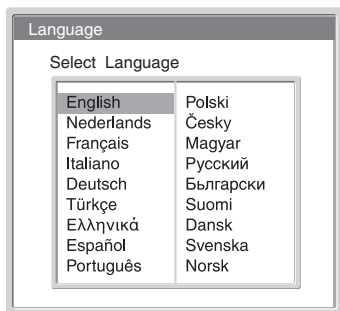 Language
Select Language
English
Nederlands
Français
Italiano
Deutsch
Türkçe
Ελληνικά
Español
Português
Polski
Česky
Magyar
Русский
Бьлгарски
Suomi
Dansk
Svenska
Norsk